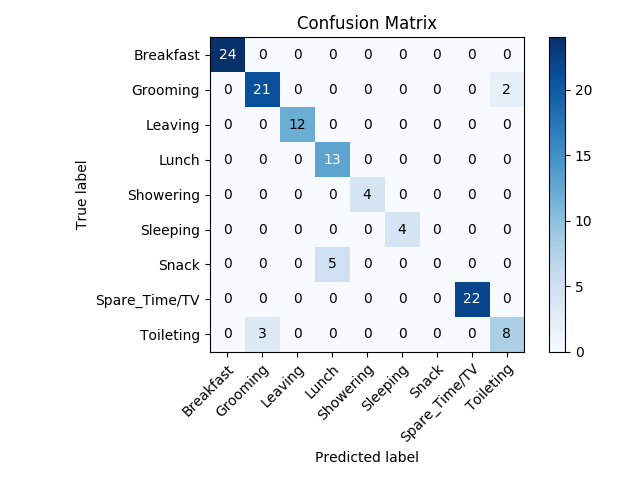 Confusion Matrix
Breakfast 24 0 0 0 0 0 0 0 0
Grooming 0 21 0 0 0 0 0 0 2
Leaving 0 0 12 0 0 0 0 0 0
Lunch 0 0 0 13 0 0 0 0 0
Showering 0 0 0 0 4 0 0 0 0
Sleeping 0 0 0 0 0 4 0 0 0
Snack 0 0 0 5 0 0 0 0 0
Spare_Time/TV 0 0 0 0 0 0 0 22 0
Toileting 0 3 0 0 0 0 0 0 8
Breakfast
Grooming
Leaving
Lunch
Showering
Sleeping
Snack
Spare_Time/TV
Toileting
Predicted label
True label
20
15
10
5
0